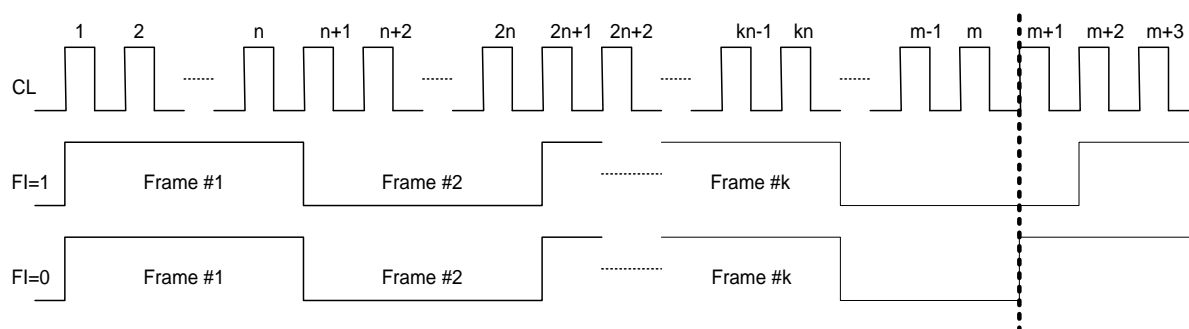 1 2 n n+1 n+2 2n 2n+1 2n+2 kn-1 kn m-1 m m+1 m+2 m+3
CL
FI=1 Frame #1 Frame #2 Frame #k
FI=0 Frame #1 Frame #2 Frame #k